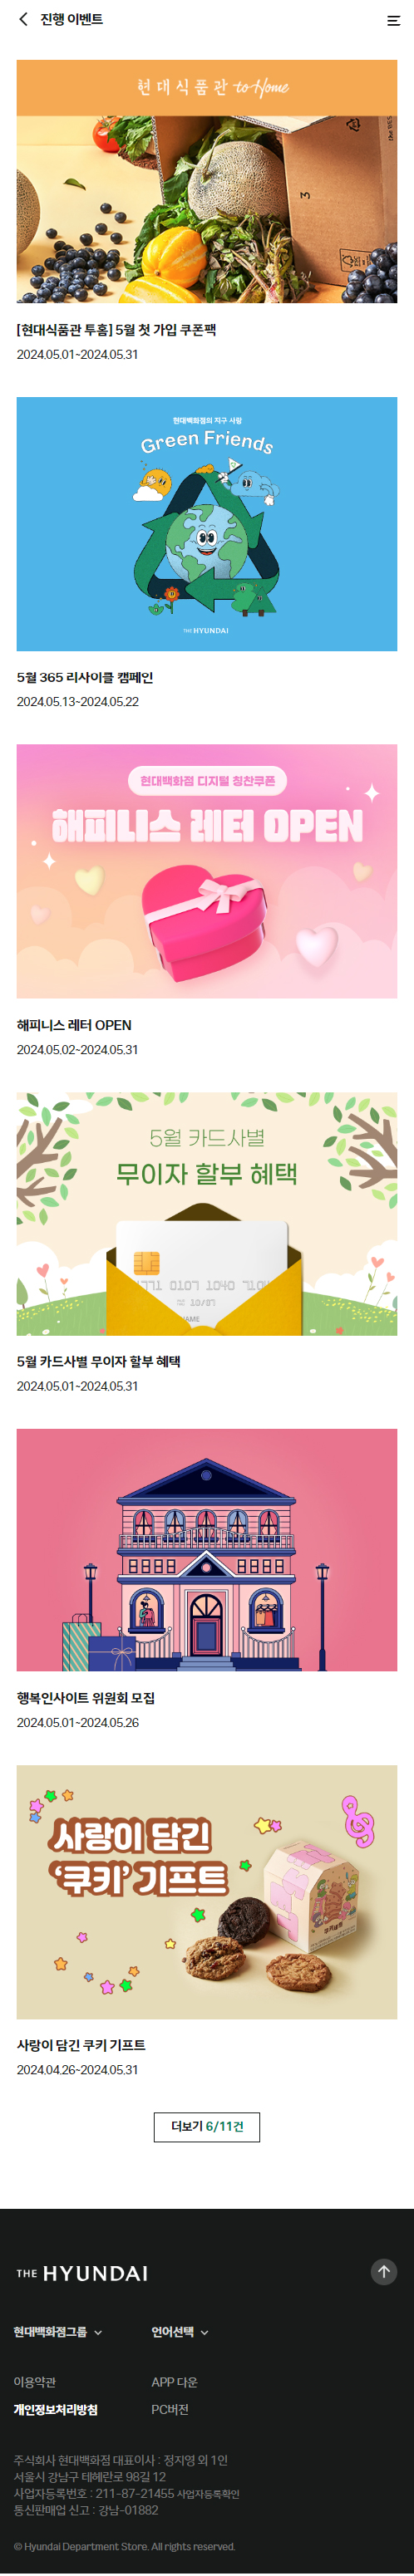 진행 이벤트
현대식품관 to Home
[현대식품관 투홈] 5월 첫 가입 쿠폰팩
2024.05.01~2024.05.31
현대백화점의 지구 사랑
Green Friends
THE HYUNDAI
5월 365 리사이클 캠페인
2024.05.13~2024.05.22
현대백화점 디지털 칭찬쿠폰
해피니스 레터 OPEN
해피니스 레터 OPEN
2024.05.02~2024.05.31
5월 카드사별
무이자 할부 혜택
5월 카드사별 무이자 할부 혜택
2024.05.01~2024.05.31
행복인사이트 위원회 모집
2024.05.01~2024.05.26
사랑이 담긴
‘쿠키’ 기프트
사랑이 담긴 쿠키 기프트
2024.04.26~2024.05.31
더보기 6/11건
THE HYUNDAI
현대백화점그룹 언어선택
이용약관 APP 다운
개인정보처리방침 PC버전
주식회사 현대백화점 대표이사 : 정지영 외 1인
서울시 강남구 테헤란로 98길 12
사업자등록번호 : 211-87-21455 사업자등록확인
통신판매업 신고 : 강남-01882
© Hyundai Department Store. All rights reserved.